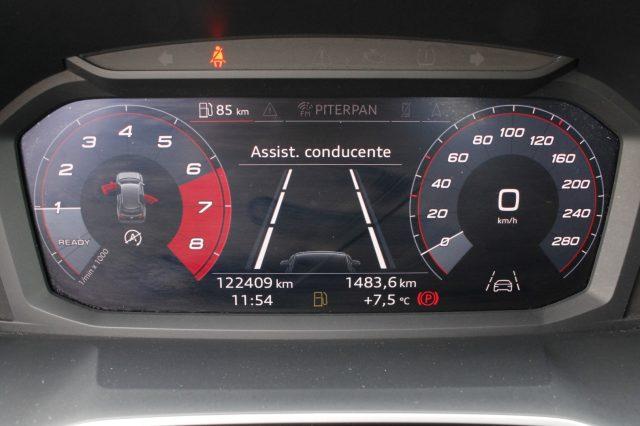 85 km
FM PITERPAN
Assist. conducente
1 2 3 4 5 6 7 8
READY
1/min x 1000
0 20 40 60 80 100 120 160 200 240 280
0
km/h
122409 km
1483,6 km
11:54
+7,5 °C
(P)